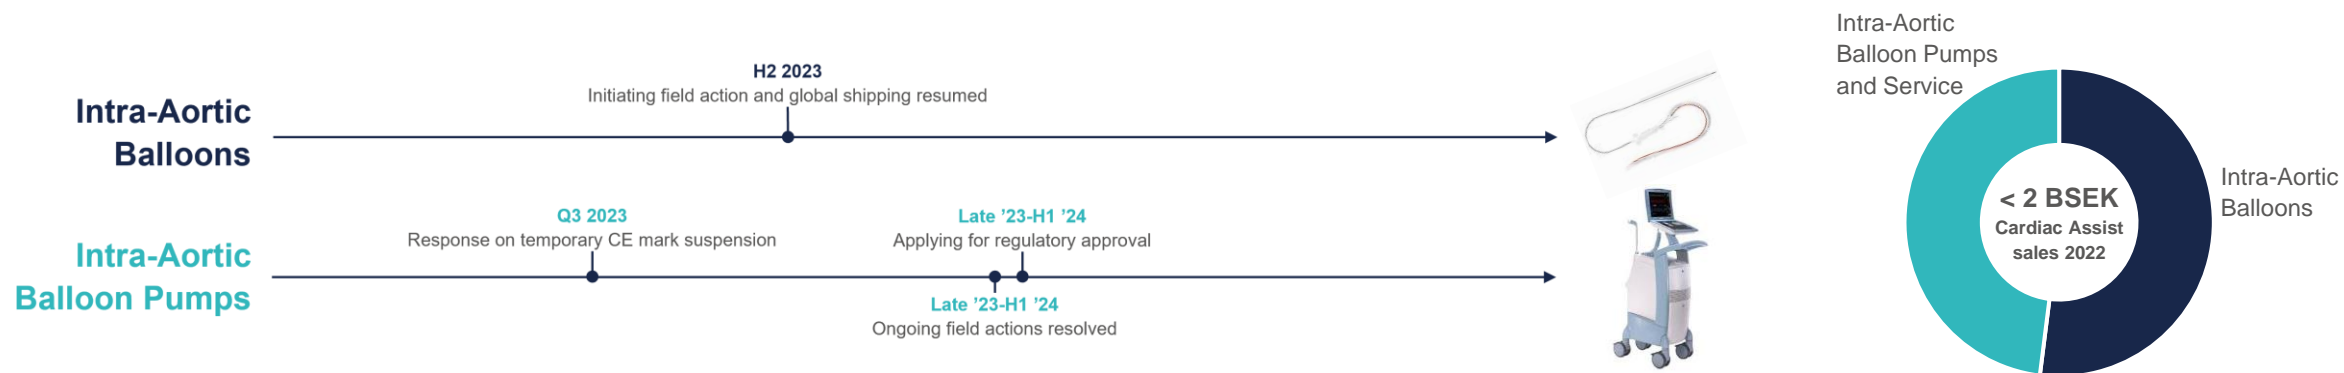 Intra-Aortic
Balloons
H2 2023
Initiating field action and global shipping resumed
Intra-Aortic
Balloon Pumps
Q3 2023
Response on temporary CE mark suspension
Late ’23-H1 ’24
Applying for regulatory approval
Late ’23-H1 ’24
Ongoing field actions resolved
Intra-Aortic
Balloon Pumps
and Service
< 2 BSEK
Cardiac Assist
sales 2022
Intra-Aortic
Balloons